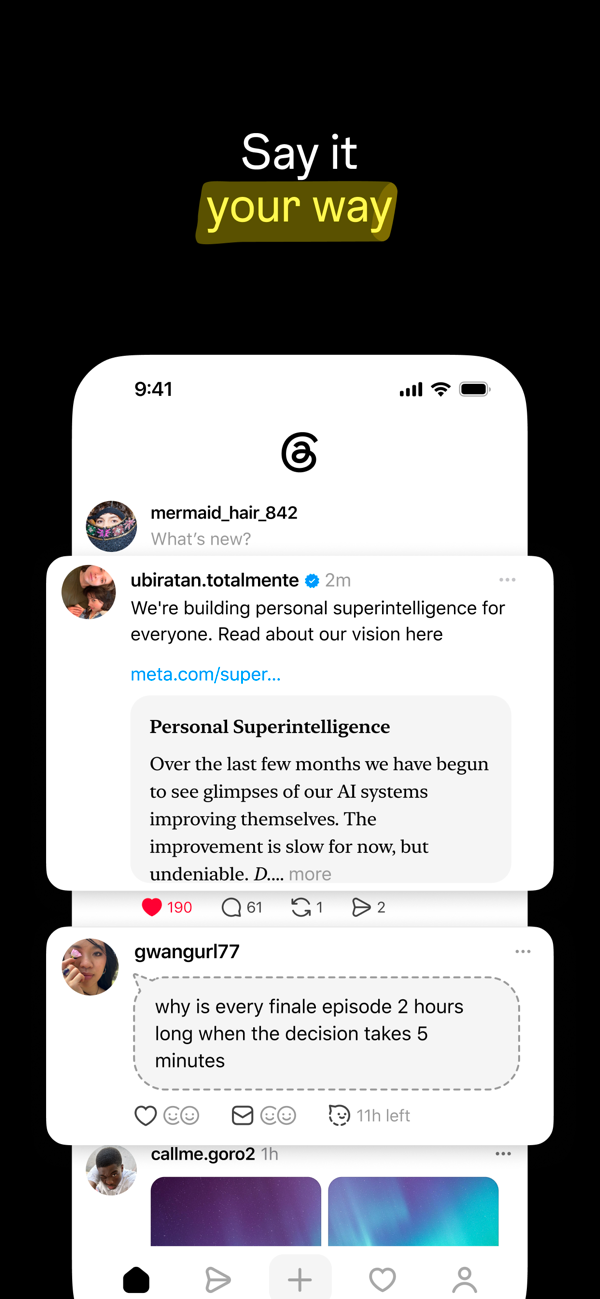 Say it
your way
9:41
mermaid_hair_842
What's new?
ubiratan.totalmente 2m
We're building personal superintelligence for
everyone. Read about our vision here
meta.com/super...
Personal Superintelligence
Over the last few months we have begun
to see glimpses of our AI systems
improving themselves. The
improvement is slow for now, but
undeniable. D.... more
190 61 1 2
gwangurl77
why is every finale episode 2 hours
long when the decision takes 5
minutes
11h left
callme.goro2 1h